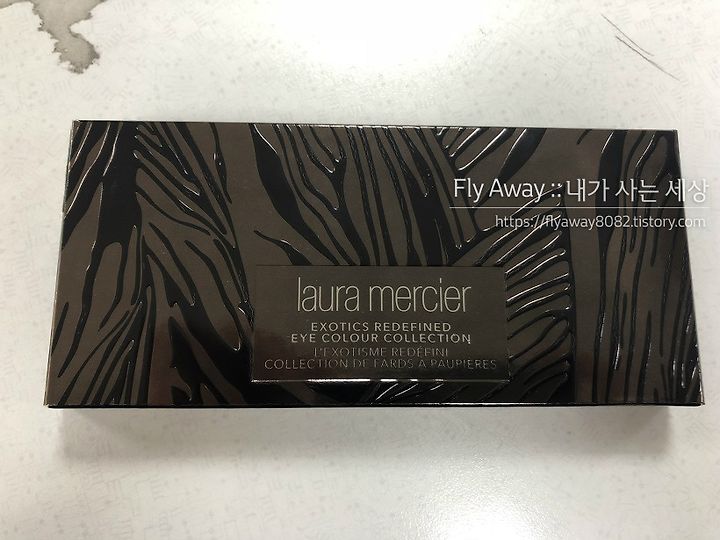 Fly Away :: 내가 사는 세상
https://flyaway8082.tistory.com
laura mercier
EXOTICS REDEFINED
EYE COLOUR COLLECTION
L'EXOTISME REDÉFINI
COLLECTION DE FARDS À PAUPIÈRES